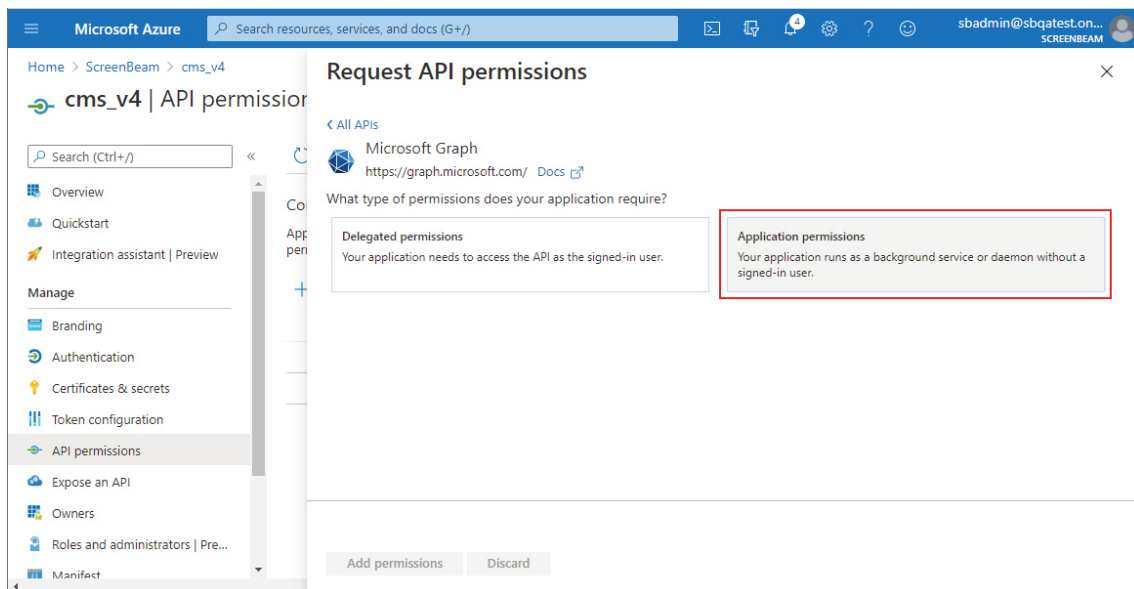 Microsoft Azure
Search resources, services, and docs (G+/)
4
sbadmin@sbqatest.on...
SCREENBEAM
Home > ScreenBeam > cms_v4
cms_v4 | API permission
Search (Ctrl+/)
Overview
Quickstart
Integration assistant | Preview
Manage
Branding
Authentication
Certificates & secrets
Token configuration
API permissions
Expose an API
Owners
Roles and administrators | Pre...
Manifest
Co
App
peri
Request API permissions
All APIs
Microsoft Graph
https://graph.microsoft.com/ Docs
What type of permissions does your application require?
Delegated permissions
Your application needs to access the API as the signed-in user.
Application permissions
Your application runs as a background service or daemon without a
signed-in user.
Add permissions Discard